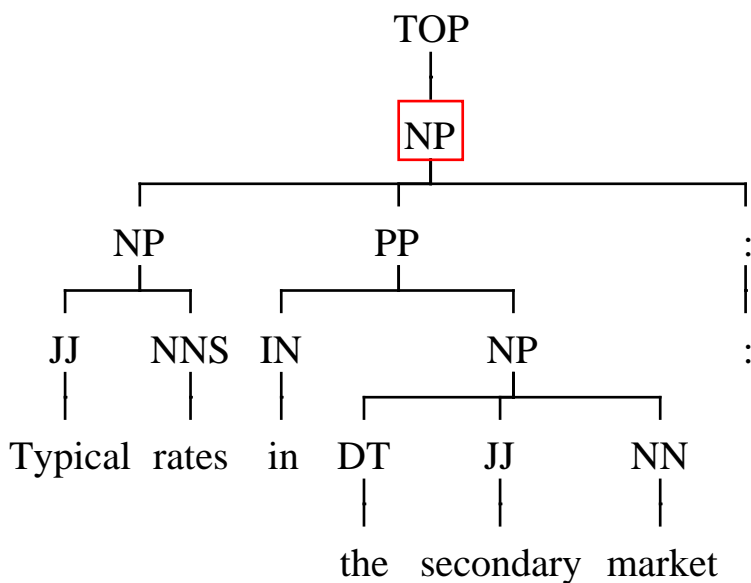 TOP
NP
NP PP :
JJ NNS IN NP :
Typical rates in DT JJ NN
the secondary market